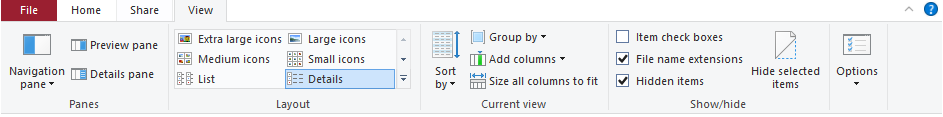 File Home Share View
Extra large icons Large icons Group by Item check boxes
Preview pane
Medium icons Small icons Add columns File name extensions
Navigation pane Details pane List Details Sort by Size all columns to fit Hidden items Hide selected items Options
Panes Layout Current view Show/hide